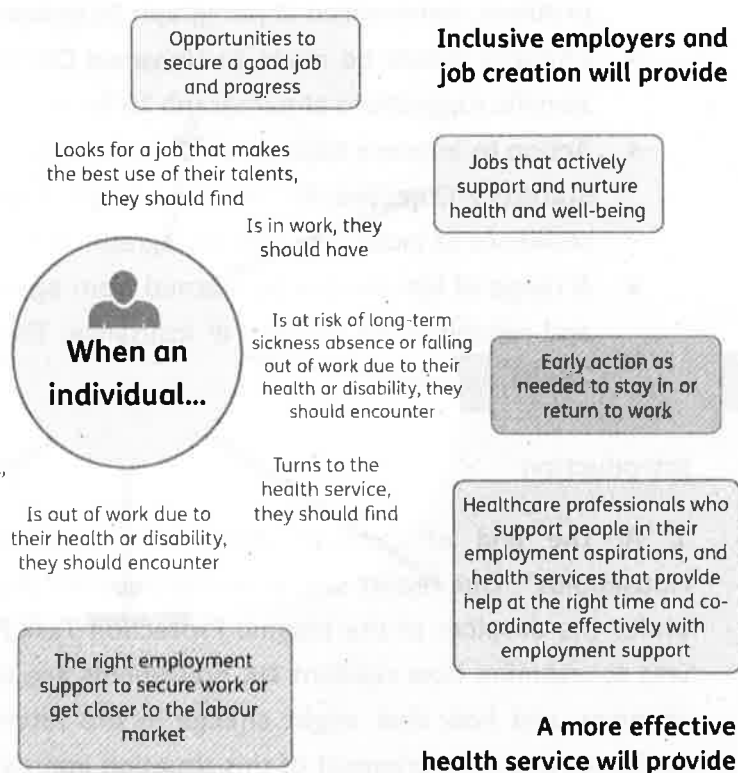 Opportunities to
secure a good job
and progress
Inclusive employers and
job creation will provide
Looks for a job that makes
the best use of their talents,
they should find
Jobs that actively
support and nurture
health and well-being
Is in work, they
should have
When an
individual...
Is at risk of long-term
sickness absence or falling
out of work due to their
health or disability, they
should encounter
Early action as
needed to stay in or
return to work
Turns to the
health service,
they should find
Is out of work due to
their health or disability,
they should encounter
Healthcare professionals who
support people in their
employment aspirations, and
health services that provide
help at the right time and co-
ordinate effectively with
employment support
The right employment
support to secure work or
get closer to the labour
market
A more effective
health service will provide